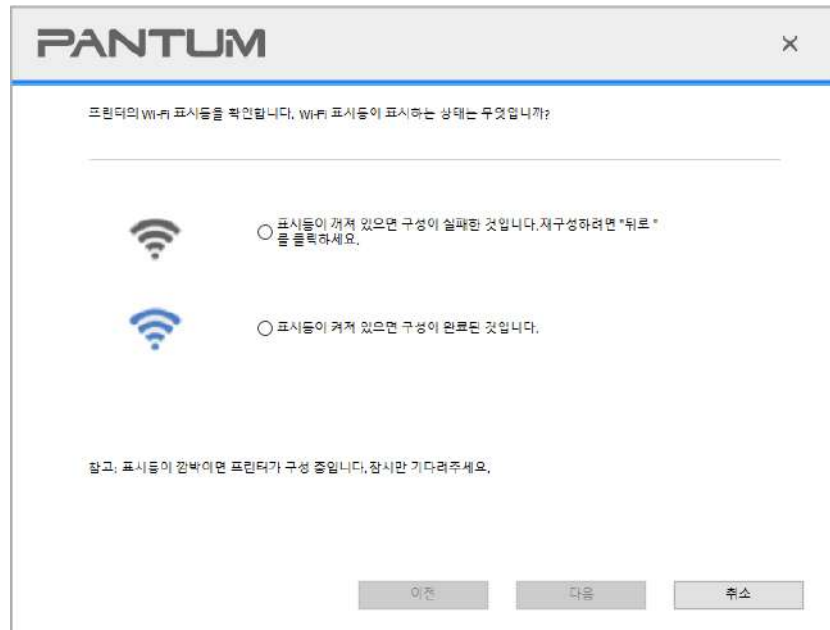 PANTUM
프린터의 Wi-Fi 표시등을 확인합니다. Wi-Fi 표시등이 표시하는 상태는 무엇입니까?
표시등이 꺼져 있으면 구성이 실패한 것입니다.재구성하려면 "뒤로 "
를 클릭하세요.
표시등이 켜져 있으면 구성이 완료된 것입니다.
참고: 표시등이 깜박이면 프린터가 구성 중입니다.잠시만 기다려주세요.
이전
다음
취소